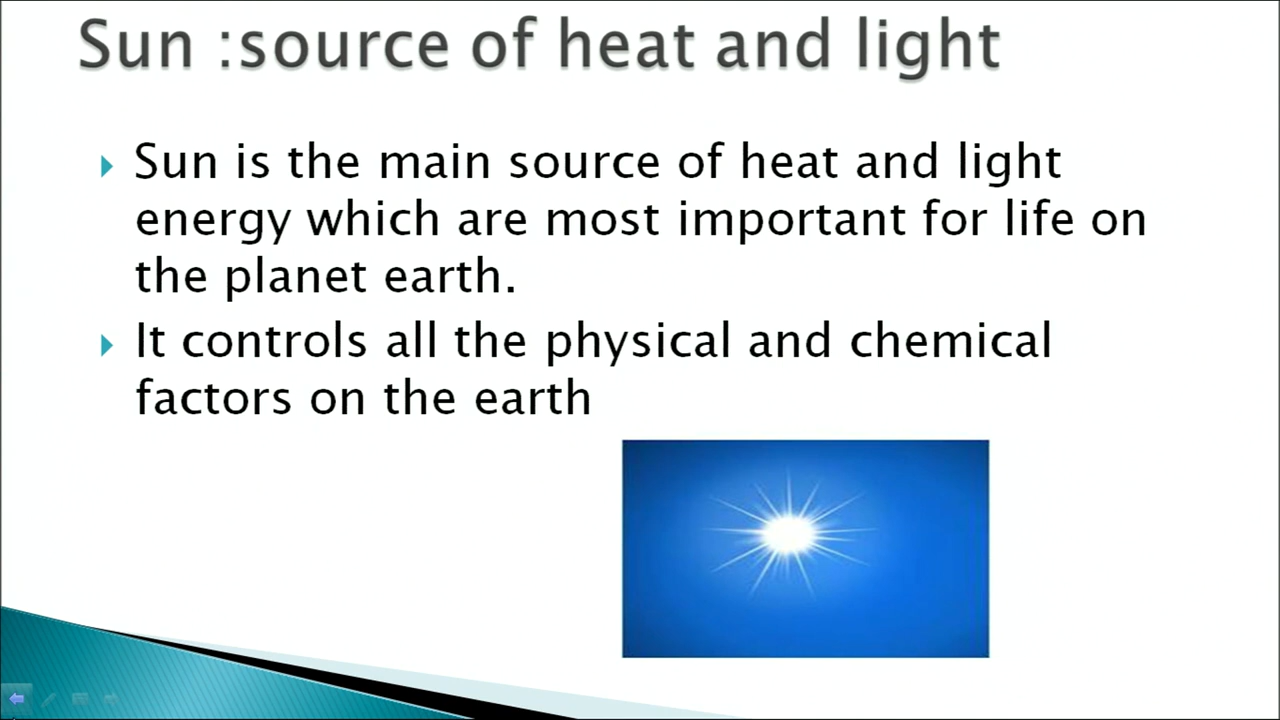 Sun :source of heat and light
Sun is the main source of heat and light
energy which are most important for life on
the planet earth.
It controls all the physical and chemical
factors on the earth